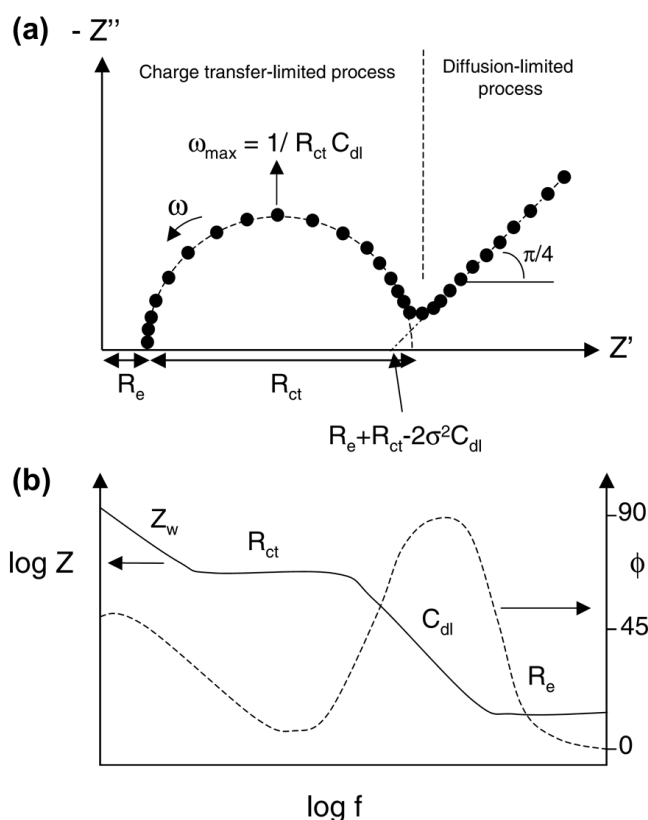 (a)
- Z''
Charge transfer-limited process
Diffusion-limited
process
ω_max = 1/ R_ct C_dl
ω
π/4
Z'
R_e
R_ct
R_e+R_ct-2σ²C_dl
(b)
Z_w
R_ct
90
log Z
ϕ
C_dl
45
R_e
0
log f